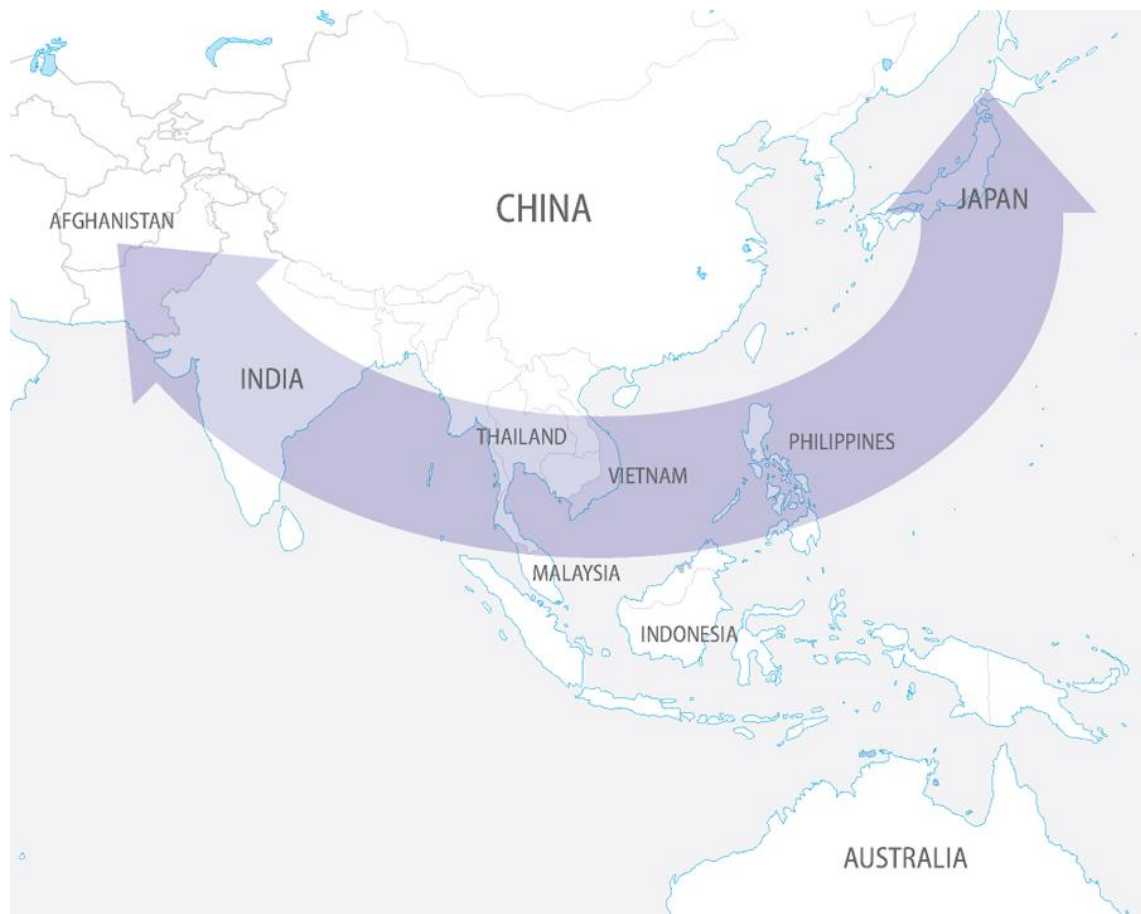 CHINA
JAPAN
AFGHANISTAN
INDIA
THAILAND
PHILIPPINES
VIETNAM
MALAYSIA
INDONESIA
AUSTRALIA